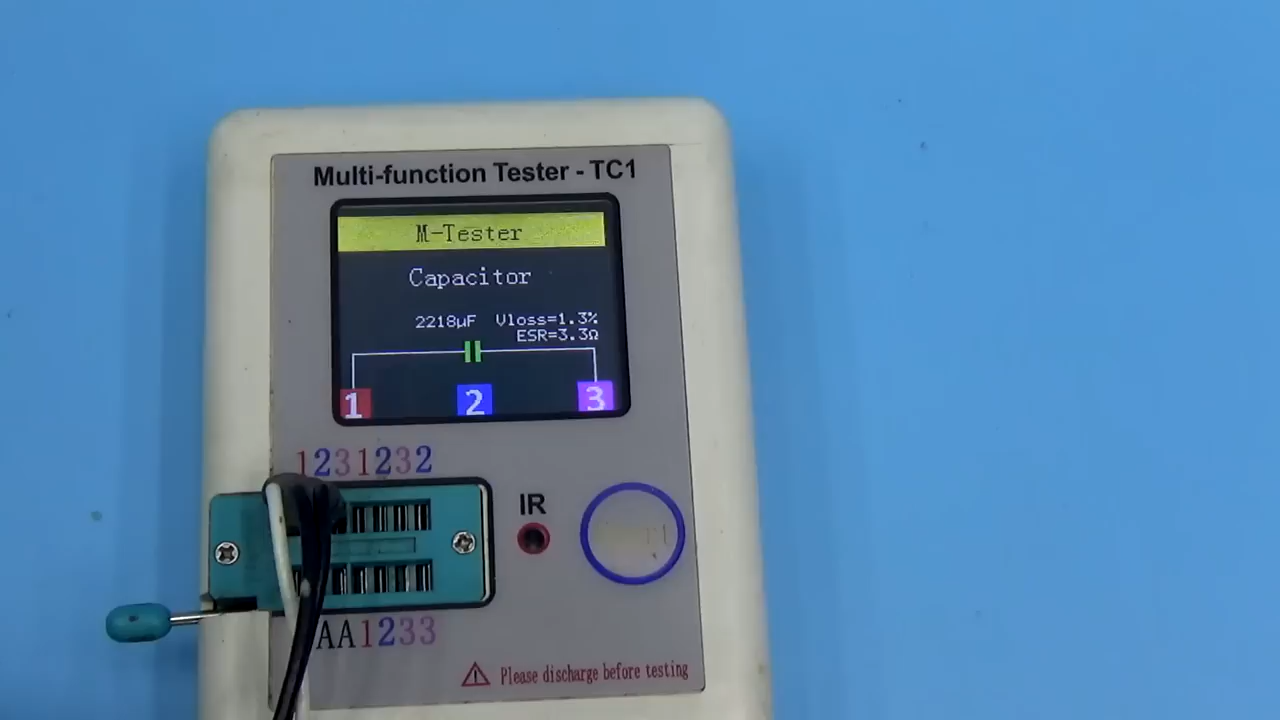 Multi-function Tester - TC1
M-Tester
Capacitor
2218µF Vloss=1.3%
ESR=3.3Ω
1 2 3
1231232
IR
AA1233
Please discharge before testing